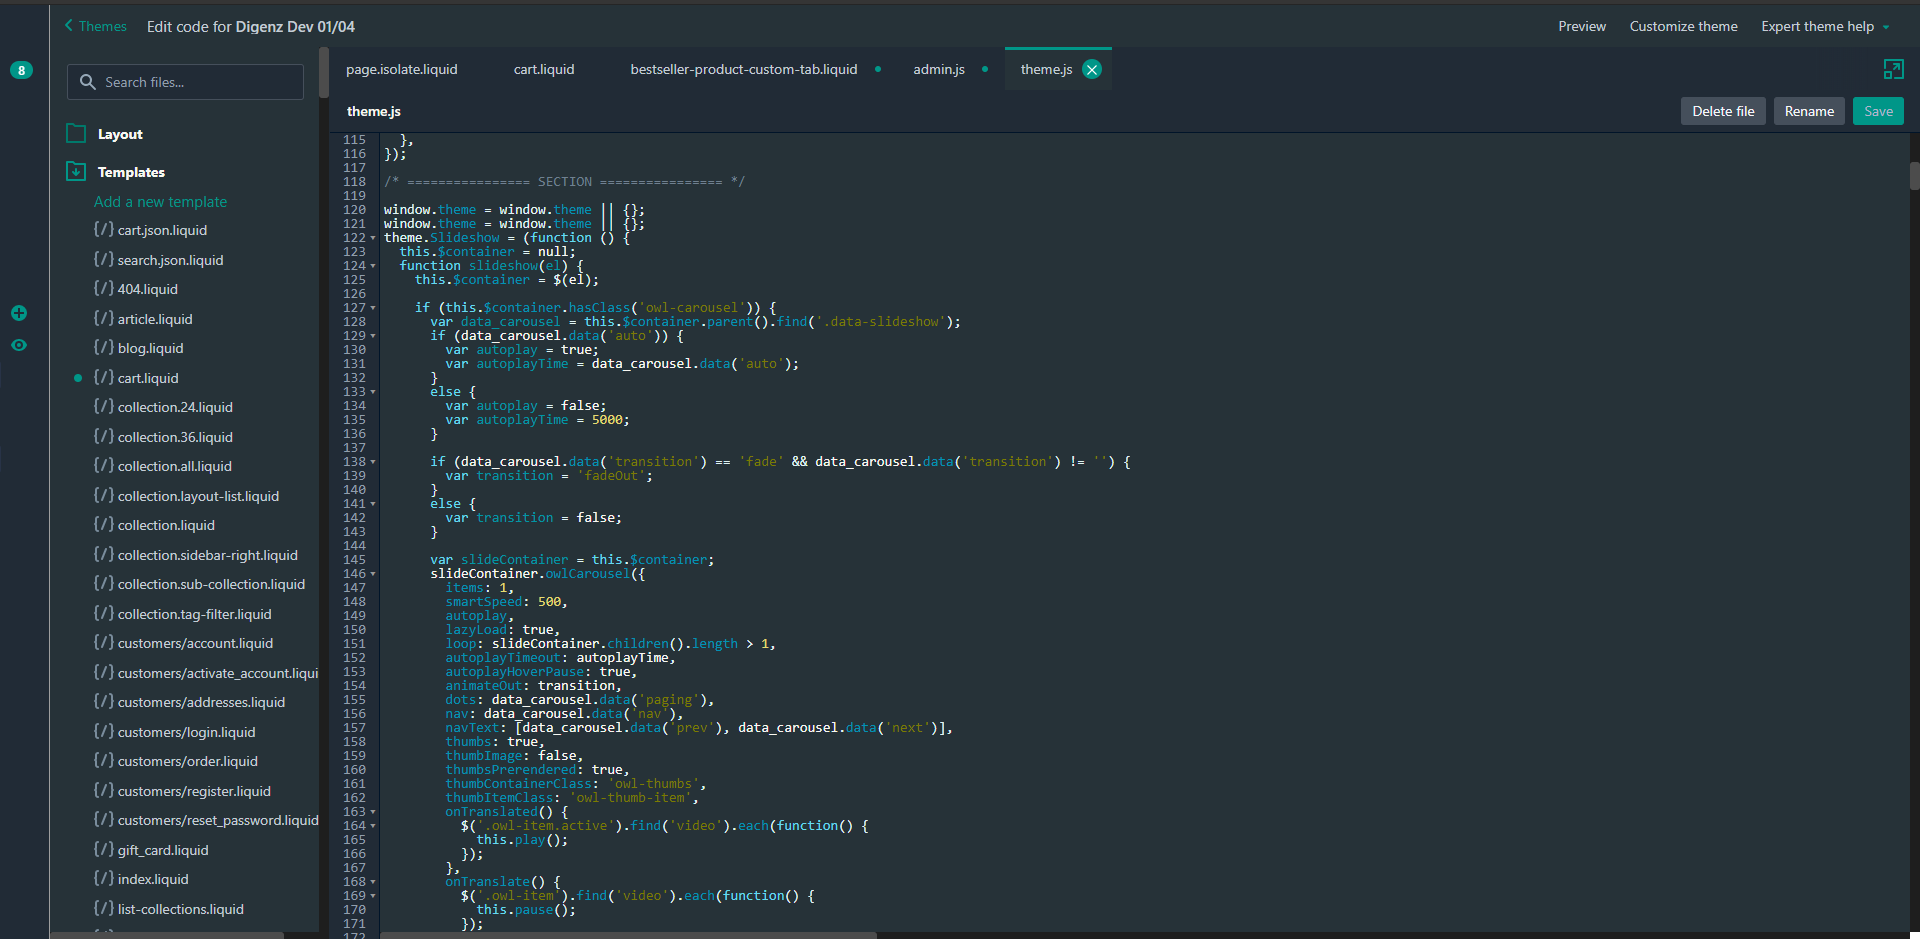 Themes
Edit code for Digenz Dev 01/04
Preview
Customize theme
Expert theme help
8
Search files...
Layout
Templates
Add a new template
{/} cart.json.liquid
{/} search.json.liquid
{/} 404.liquid
{/} article.liquid
{/} blog.liquid
{/} cart.liquid
{/} collection.24.liquid
{/} collection.36.liquid
{/} collection.all.liquid
{/} collection.layout-list.liquid
{/} collection.liquid
{/} collection.sidebar-right.liquid
{/} collection.sub-collection.liquid
{/} collection.tag-filter.liquid
{/} customers/account.liquid
{/} customers/activate_account.liqui
{/} customers/addresses.liquid
{/} customers/login.liquid
{/} customers/order.liquid
{/} customers/register.liquid
{/} customers/reset_password.liquid
{/} gift_card.liquid
{/} index.liquid
{/} list-collections.liquid
page.isolate.liquid
cart.liquid
bestseller-product-custom-tab.liquid
admin.js
theme.js
theme.js
Delete file
Rename
Save
115 },
116 });
117
118 /* ================ SECTION ================ */
119
120 window.theme = window.theme || {};
121 window.theme = window.theme || {};
122 theme.Slideshow = (function () {
123 this.$container = null;
124 function slideshow(el) {
125 this.$container = $(el);
126
127 if (this.$container.hasClass('owl-carousel')) {
128 var data_carousel = this.$container.parent().find('.data-slideshow');
129 if (data_carousel.data('auto')) {
130 var autoplay = true;
131 var autoplayTime = data_carousel.data('auto');
132 }
133 else {
134 var autoplay = false;
135 var autoplayTime = 5000;
136 }
137
138 if (data_carousel.data('transition') == 'fade' && data_carousel.data('transition') != '') {
139 var transition = 'fadeOut';
140 }
141 else {
142 var transition = false;
143 }
144
145 var slideContainer = this.$container;
146 slideContainer.owlCarousel({
147 items: 1,
148 smartSpeed: 500,
149 autoplay,
150 lazyLoad: true,
151 loop: slideContainer.children().length > 1,
152 autoplayTimeout: autoplayTime,
153 autoplayHoverPause: true,
154 animateOut: transition,
155 dots: data_carousel.data('paging'),
156 nav: data_carousel.data('nav'),
157 navText: [data_carousel.data('prev'), data_carousel.data('next')],
158 thumbs: true,
159 thumbImage: false,
160 thumbsPrerendered: true,
161 thumbContainerClass: 'owl-thumbs',
162 thumbItemClass: 'owl-thumb-item',
163 onTranslated() {
164 $('.owl-item.active').find('video').each(function() {
165 this.play();
166 });
167 },
168 onTranslate() {
169 $('.owl-item').find('video').each(function() {
170 this.pause();
171 });
172